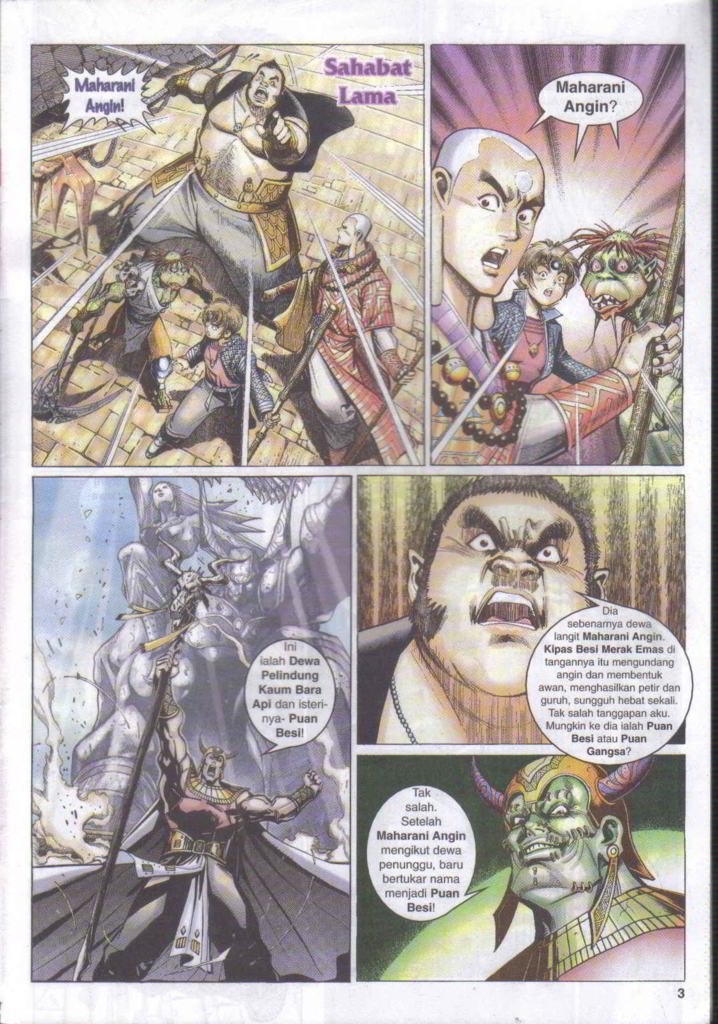 Maharani
Angin!
Sahabat
Lama
Maharani
Angin?
Ini
ialah Dewa
Pelindung
Kaum Bara
Api dan isteri-
nya- Puan
Besi!
Dia
sebenarnya dewa
langit Maharani Angin.
Kipas Besi Merak Emas di
tangannya itu mengundang
angin dan membentuk
awan, menghasilkan petir dan
guruh, sungguh hebat sekali.
Tak salah tanggapan aku.
Mungkin ke dia ialah Puan
Besi atau Puan
Gangsa?
Tak
salah.
Setelah
Maharani Angin
mengikut dewa
penunggu, baru
bertukar nama
menjadi Puan
Besi!
3